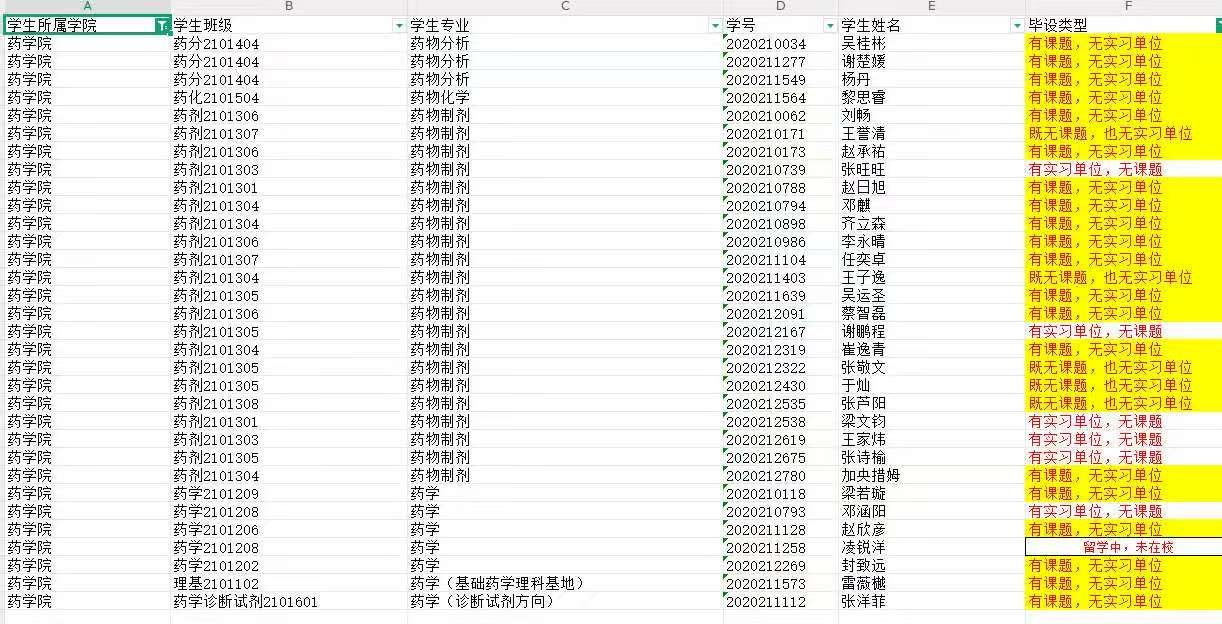 A B C D E F
学生所属学院 学生班级 学生专业 学号 学生姓名 毕设类型
药学院 药分2101404 药物分析 2020210034 吴桂彬 有课题，无实习单位
药学院 药分2101404 药物分析 2020211277 谢楚媛 有课题，无实习单位
药学院 药分2101404 药物分析 2020211549 杨丹 有课题，无实习单位
药学院 药化2101504 药物化学 2020211564 黎思睿 有课题，无实习单位
药学院 药剂2101306 药物制剂 2020210062 刘畅 有课题，无实习单位
药学院 药剂2101307 药物制剂 2020210171 王誉清 既无课题，也无实习单位
药学院 药剂2101306 药物制剂 2020210173 赵承祐 有课题，无实习单位
药学院 药剂2101303 药物制剂 2020210739 张旺旺 有实习单位，无课题
药学院 药剂2101301 药物制剂 2020210788 赵日旭 有课题，无实习单位
药学院 药剂2101304 药物制剂 2020210794 邓麒 有课题，无实习单位
药学院 药剂2101304 药物制剂 2020210898 齐立森 有课题，无实习单位
药学院 药剂2101306 药物制剂 2020210986 李永晴 有课题，无实习单位
药学院 药剂2101307 药物制剂 2020211104 任奕卓 有课题，无实习单位
药学院 药剂2101304 药物制剂 2020211403 王子逸 既无课题，也无实习单位
药学院 药剂2101305 药物制剂 2020211639 吴运圣 有课题，无实习单位
药学院 药剂2101306 药物制剂 2020212091 蔡智磊 有课题，无实习单位
药学院 药剂2101305 药物制剂 2020212167 谢鹏程 有实习单位，无课题
药学院 药剂2101304 药物制剂 2020212319 崔逸青 有课题，无实习单位
药学院 药剂2101305 药物制剂 2020212322 张敬文 既无课题，也无实习单位
药学院 药剂2101305 药物制剂 2020212430 于灿 既无课题，也无实习单位
药学院 药剂2101308 药物制剂 2020212535 张芦阳 既无课题，也无实习单位
药学院 药剂2101301 药物制剂 2020212538 梁文钧 有实习单位，无课题
药学院 药剂2101303 药物制剂 2020212619 王家炜 有实习单位，无课题
药学院 药剂2101305 药物制剂 2020212675 张诗榆 有实习单位，无课题
药学院 药剂2101304 药物制剂 2020212780 加央措姆 有课题，无实习单位
药学院 药学2101209 药学 2020210118 梁若璇 有课题，无实习单位
药学院 药学2101208 药学 2020210793 邓涵阳 有实习单位，无课题
药学院 药学2101206 药学 2020211128 赵欣彦 有课题，无实习单位
药学院 药学2101208 药学 2020211258 凌锐洋 留学中，未在校
药学院 药学2101202 药学 2020212269 封致远 有课题，无实习单位
药学院 理基2101102 药学（基础药学理科基地） 2020211573 雷薇樾 有课题，无实习单位
药学院 药学诊断试剂2101601 药学（诊断试剂方向） 2020211112 张洋菲 有课题，无实习单位